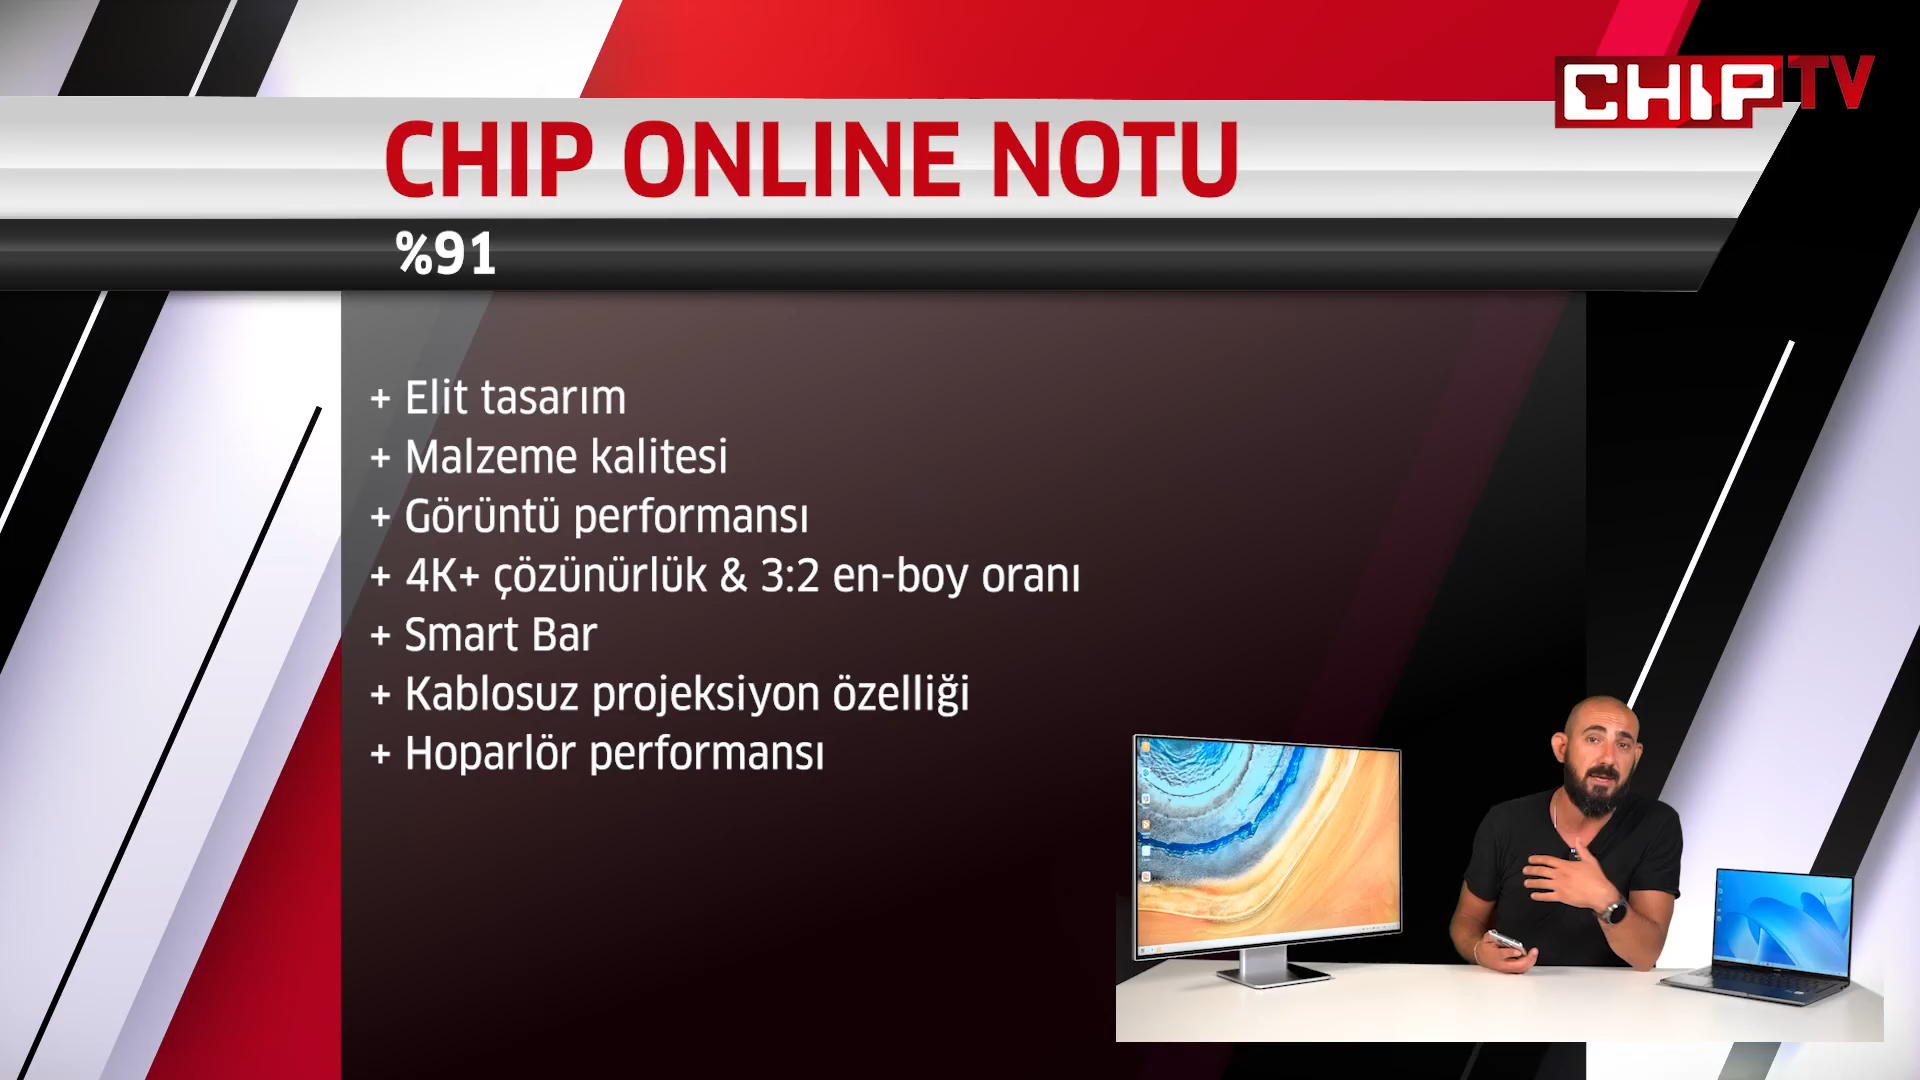 CHIP TV
CHIP ONLINE NOTU
%91
+ Elit tasarım
+ Malzeme kalitesi
+ Görüntü performansı
+ 4K+ çözünürlük & 3:2 en-boy oranı
+ Smart Bar
+ Kablosuz projeksiyon özelliği
+ Hoparlör performansı